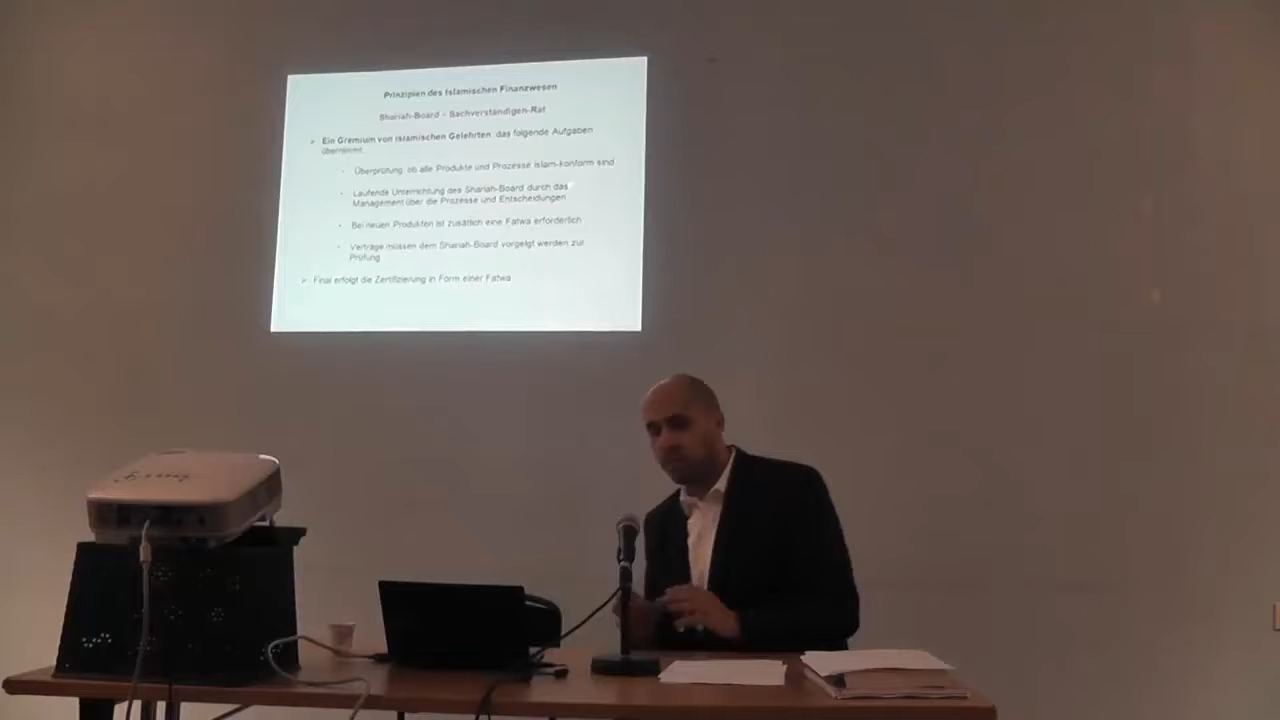 Prinzipien des Islamischen Finanzwesen
Shariah-Board – Sachverständigen-Rat
➢ Ein Gremium von islamischen Gelehrten das folgende Aufgaben
übernimmt
- Überprüfung ob alle Produkte und Prozesse Islam-konform sind
- Laufende Unterrichtung des Shariah-Board durch das
Management über die Prozesse und Entscheidungen
- Bei neuen Produkten ist zusätlich eine Fatwa erforderlich
- Verträge müssen dem Shariah-Board vorgelgt werden zur
Prüfung
➢ Final erfolgt die Zertifizierung in Form einer Fatwa